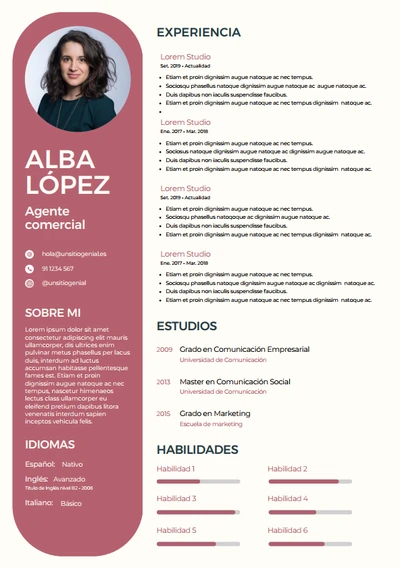 ALBA
LÓPEZ
Agente
comercial
hola@unsitiogenial.es
91 1234 567
@unsitiogenial
SOBRE MI
Lorem ipsum dolor sit amet
consectetur adipiscing elit mauris
ullamcorper, dis ultrices enim
pulvinar metus phasellus per lacus
dictumst, interdum ad luctus
accumsan habitasse pellentesque
fames est. Etiam et proin
dignissim augue natoque ac nec
tempus, nascetur himenaeos
lectus class ullamcorper eu
eleifend pretium dapibus litora
venenatis interdum sapien
inceptos vehicula felis.
IDIOMAS
Español: Nativo
Inglés: Avanzado
Título de Inglés nivel B2 • 2008
Italiano: Básico
EXPERIENCIA
Lorem Studio
Set. 2019 • Actualidad
• Etiam et proin dignissim augue natoque ac nec tempus.
• Sociosqu phasellus natoque dignissim augue natoque ac augue natoque ac.
• Duis dapibus non iaculis suspendisse faucibus.
• Etiam et proin dignissim augue natoque ac nec tempus dignissim natoque ac.
•
Lorem Studio
Ene. 2017 • Mar. 2018
• Etiam et proin dignissim augue natoque ac nec tempus.
• Sociosus natoque dignissim augue natoque dignissim augue natoque ac.
• Duis dapibus non iaculis suspendisse faucibus.
• Etiam et proin dignissim augue natoque ac nec tempus dignissim natoque ac.
Lorem Studio
Set. 2019 • Actualidad
• Etiam et proin dignissim augue natoque ac nec tempus.
• Sociosqu phasellus natoqoque ac dignissim augue natoque ac.
• Duis dapibus non iaculis suspendisse faucibus.
• Etiam et proin dignissim augue natoque ac nec tempus dignissim natoque ac.
Lorem Studio
Ene. 2017 • Mar. 2018
• Etiam et proin dignissim augue natoque ac nec tempus.
• Sociosqu phasellus natoque ac dignissim augue natoque ac dignissim natoque ac.
• Duis dapibus non iaculis suspendisse faucibus.
• Etiam et proin dignissim augue natoque ac nec tempus dignissim natoque ac.
ESTUDIOS
2009 Grado en Comunicación Empresarial
Universidad de Comunicación
2013 Master en Comunicación Social
Universidad de Comunicación
2015 Grado en Marketing
Escuela de marketing
HABILIDADES
Habilidad 1 Habilidad 2
Habilidad 3 Habilidad 4
Habilidad 5 Habilidad 6